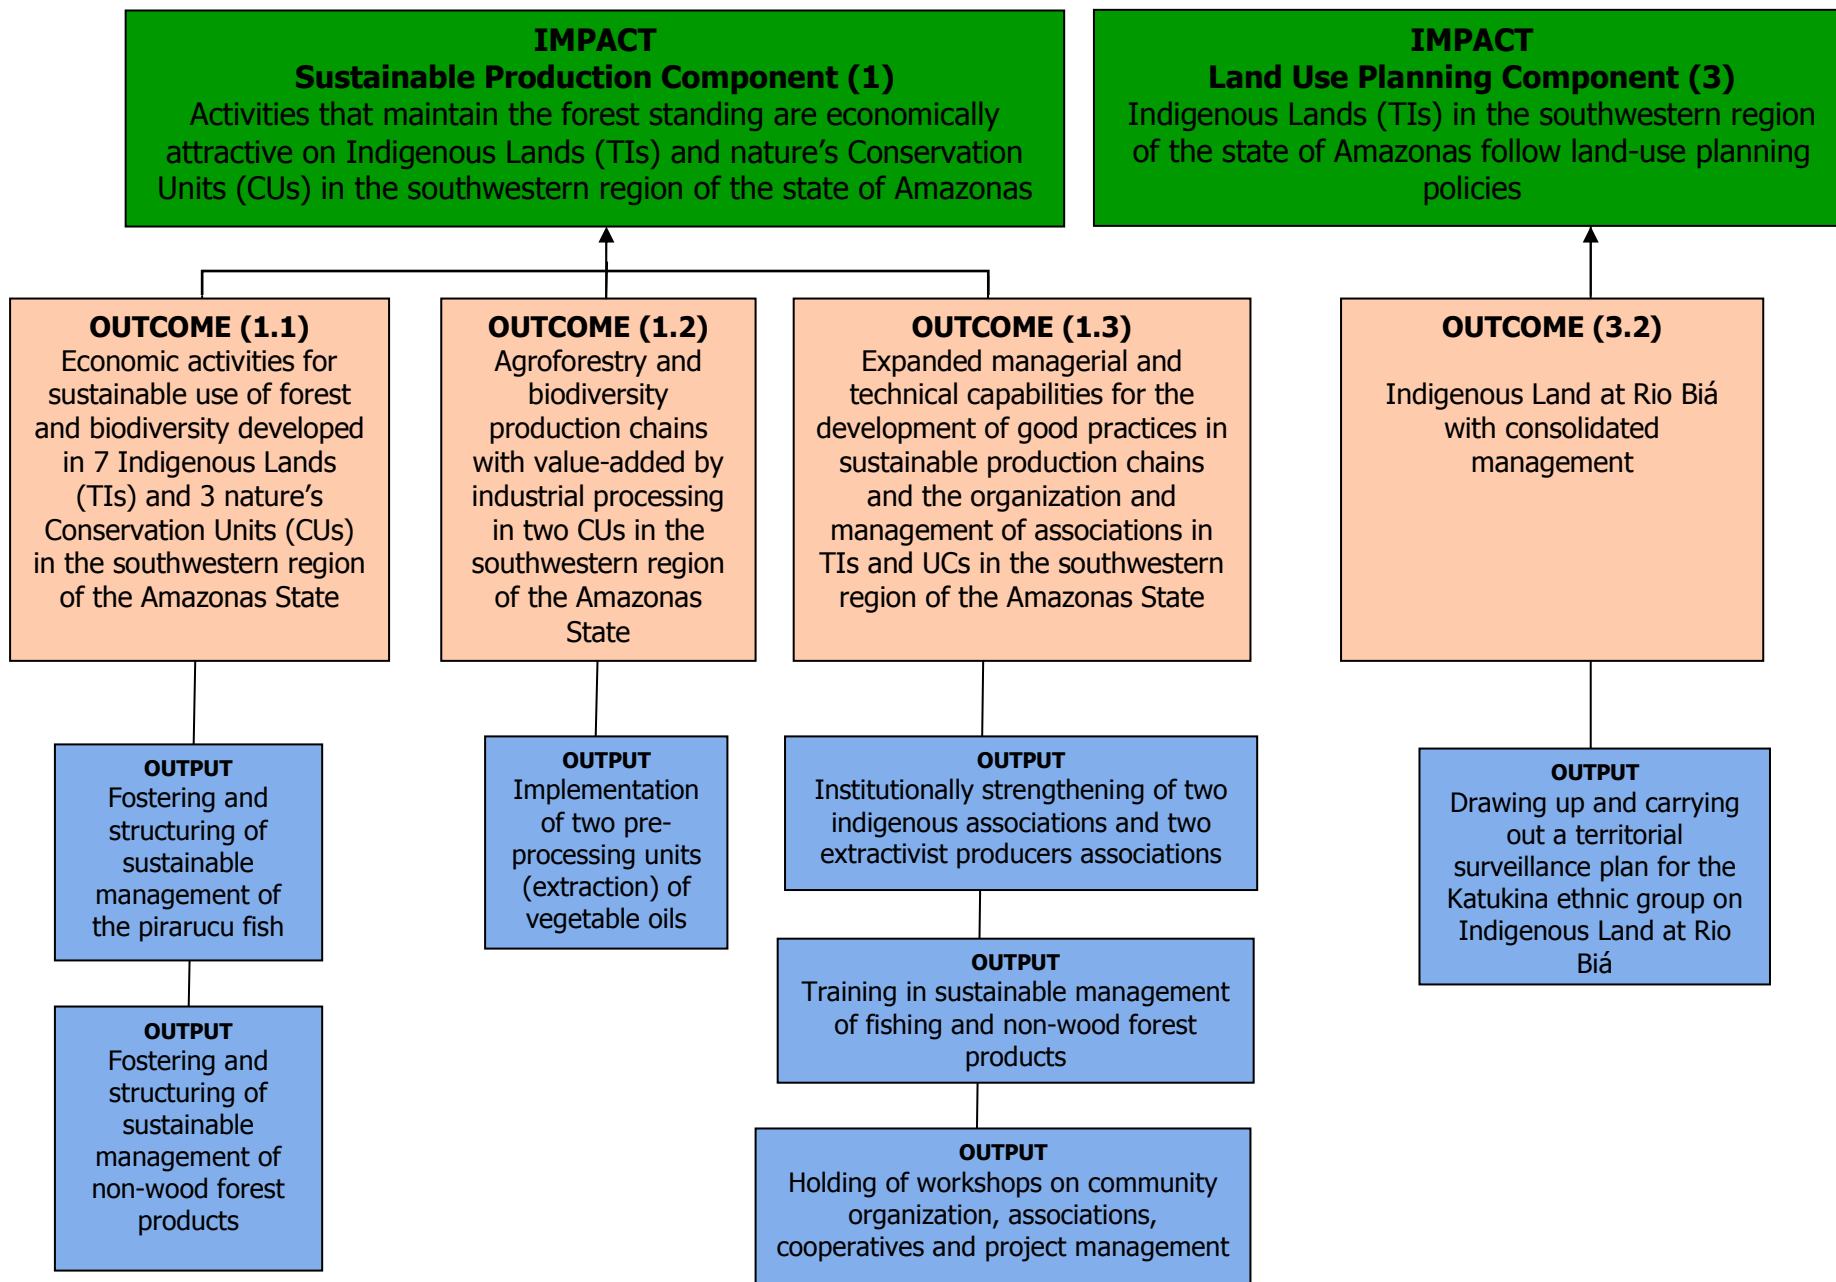 IMPACT
Sustainable Production Component (1)
Activities that maintain the forest standing are economically
attractive on Indigenous Lands (TIs) and nature’s Conservation
Units (CUs) in the southwestern region of the state of Amazonas
IMPACT
Land Use Planning Component (3)
Indigenous Lands (TIs) in the southwestern region
of the state of Amazonas follow land-use planning
policies
OUTCOME (1.1)
Economic activities for
sustainable use of forest
and biodiversity developed
in 7 Indigenous Lands
(TIs) and 3 nature’s
Conservation Units (CUs)
in the southwestern region
of the Amazonas State
OUTCOME (1.2)
Agroforestry and
biodiversity
production chains
with value-added by
industrial processing
in two CUs in the
southwestern region
of the Amazonas
State
OUTCOME (1.3)
Expanded managerial and
technical capabilities for the
development of good practices in
sustainable production chains
and the organization and
management of associations in
TIs and UCs in the southwestern
region of the Amazonas State
OUTCOME (3.2)
Indigenous Land at Rio Biá
with consolidated
management
OUTPUT
Fostering and
structuring of
sustainable
management of
the pirarucu fish
OUTPUT
Fostering and
structuring of
sustainable
management of
non-wood forest
products
OUTPUT
Implementation
of two pre-
processing units
(extraction) of
vegetable oils
OUTPUT
Institutionally strengthening of two
indigenous associations and two
extractivist producers associations
OUTPUT
Training in sustainable management
of fishing and non-wood forest
products
OUTPUT
Holding of workshops on community
organization, associations,
cooperatives and project management
OUTPUT
Drawing up and carrying
out a territorial
surveillance plan for the
Katukina ethnic group on
Indigenous Land at Rio
Biá